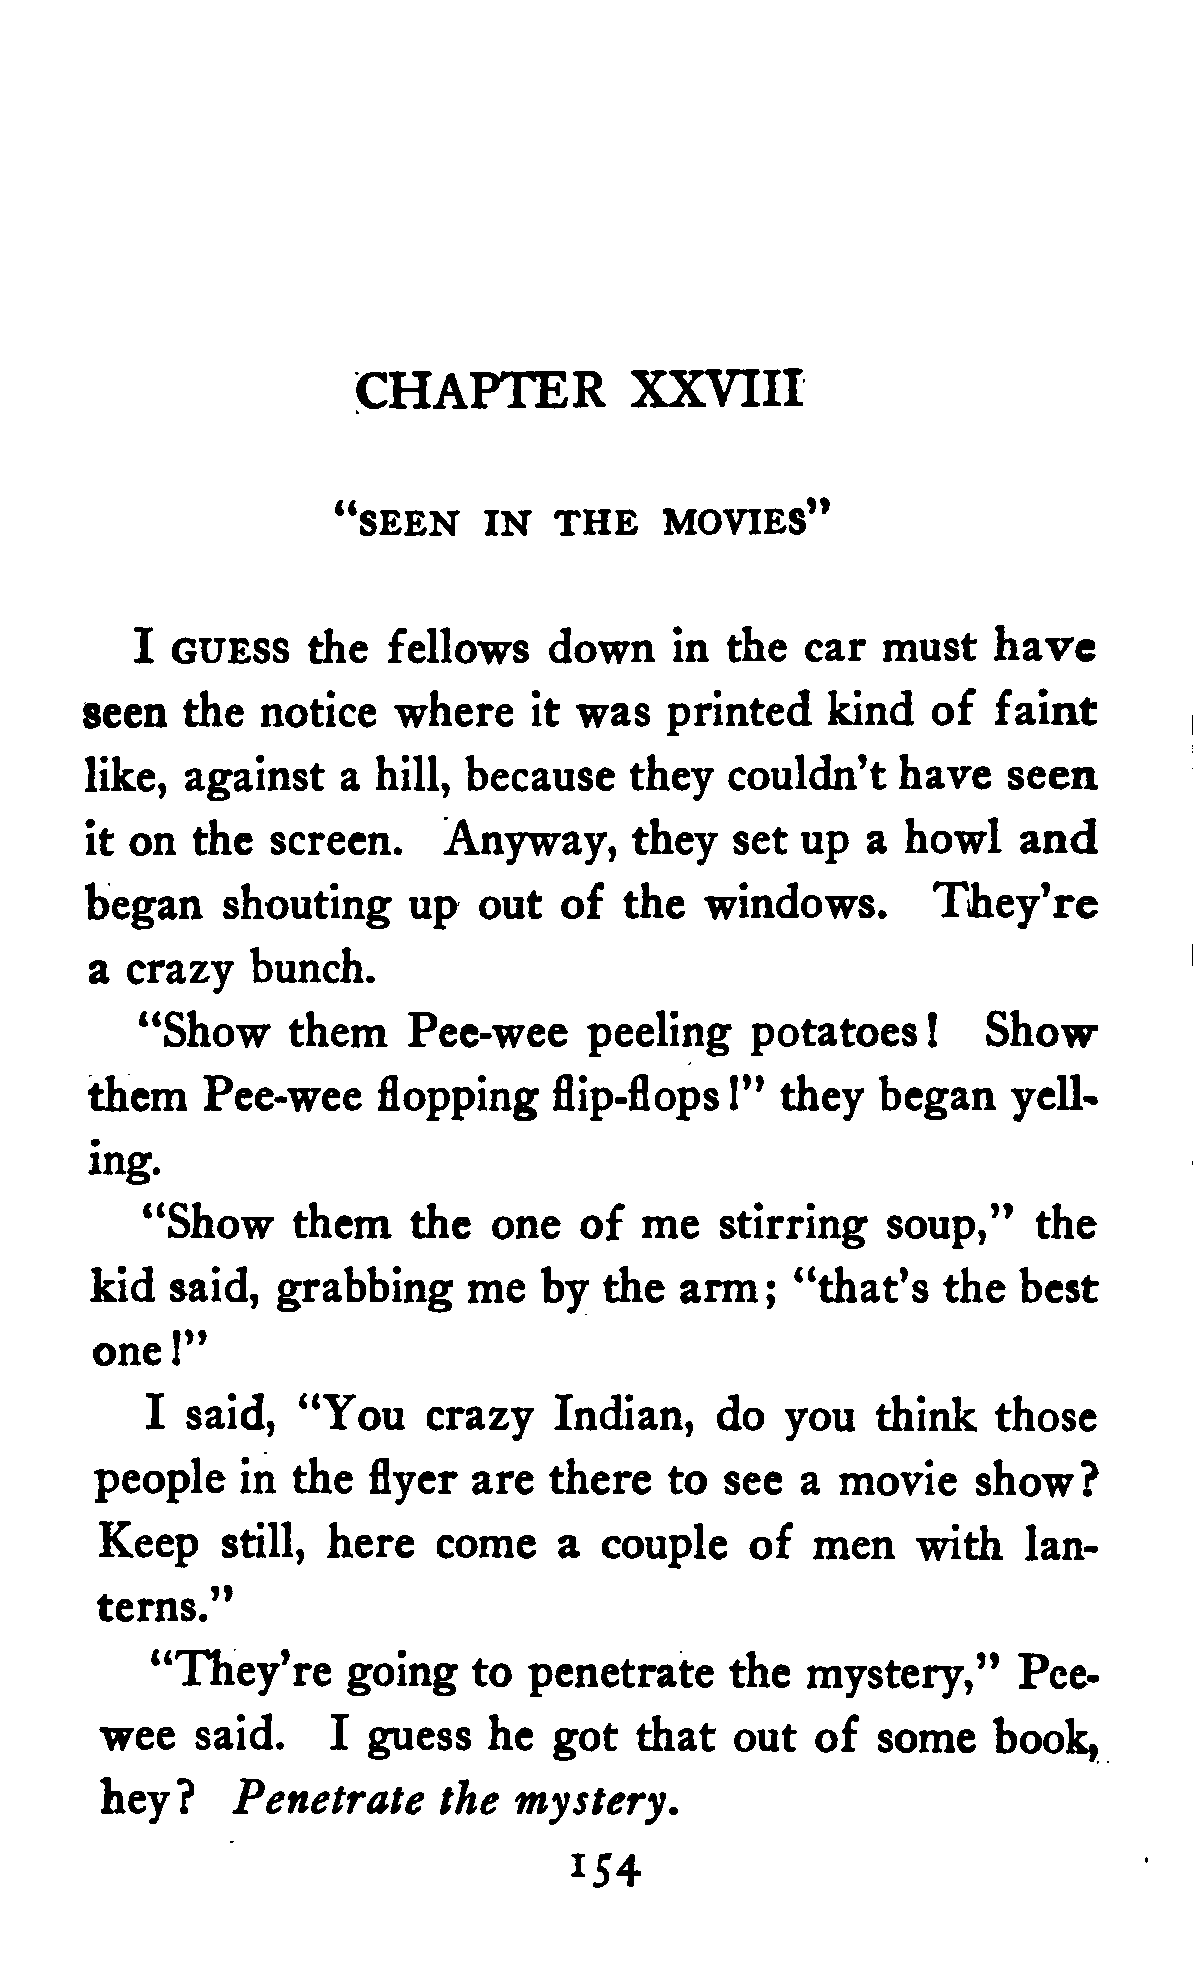 CHAPTER XXVIII
"SEEN IN THE MOVIES"
I GUESS the fellows down in the car must have
seen the notice where it was printed kind of faint
like, against a hill, because they couldn't have seen
it on the screen. Anyway, they set up a howl and
began shouting up out of the windows. They're
a crazy bunch.
"Show them Pee-wee peeling potatoes! Show
them Pee-wee flopping flip-flops!" they began yell-
ing.
"Show them the one of me stirring soup," the
kid said, grabbing me by the arm; "that's the best
one!"
I said, "You crazy Indian, do you think those
people in the flyer are there to see a movie show?
Keep still, here come a couple of men with lan-
terns."
"They're going to penetrate the mystery," Pee-
wee said. I guess he got that out of some book,
hey? Penetrate the mystery.
154